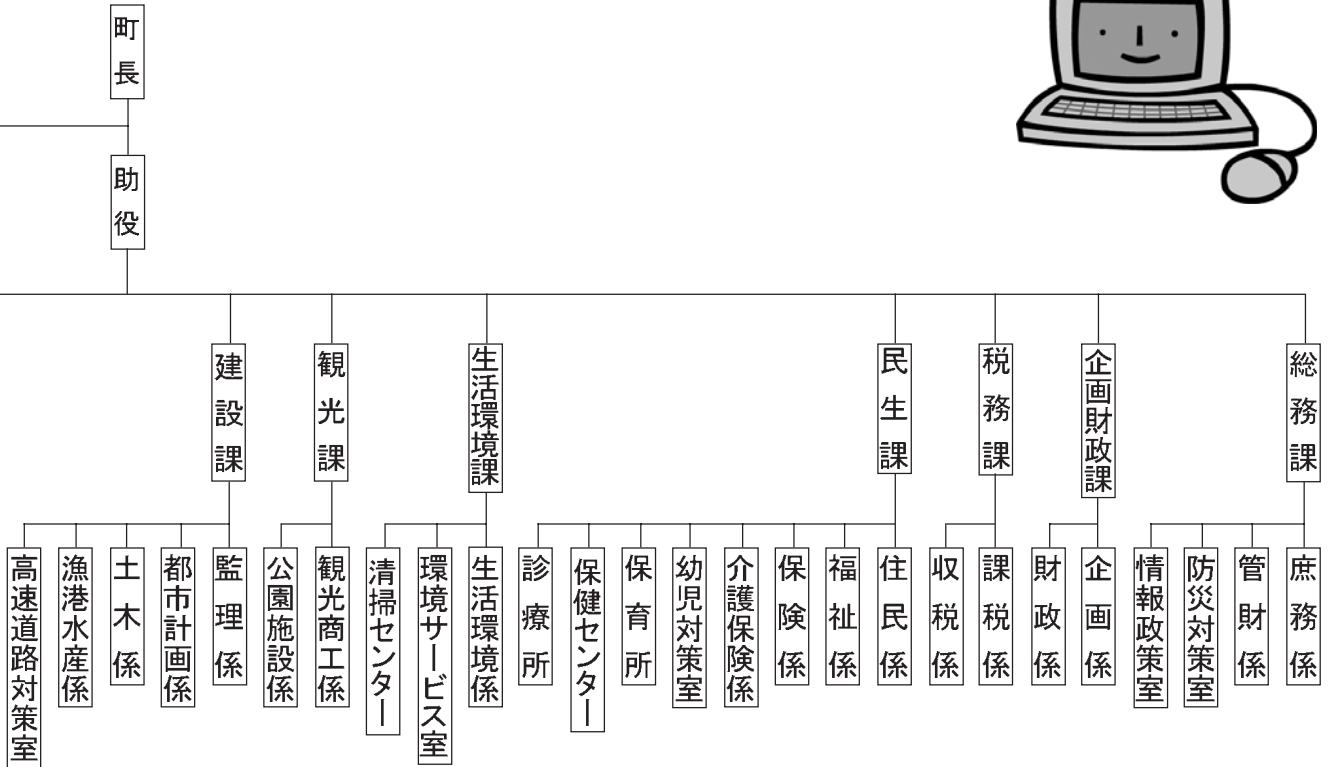 町長
助役
総務課
企画財政課
税務課
民生課
生活環境課
観光課
建設課
庶務係
管財係
防災対策室
情報政策室
企画係
財政係
課税係
収税係
住民係
福祉係
保険係
介護保険係
幼児対策室
保育所
保健センター
診療所
生活環境係
環境サービス室
清掃センター
観光商工係
公園施設係
監理係
都市計画係
土木係
漁港水産係
高速道路対策室